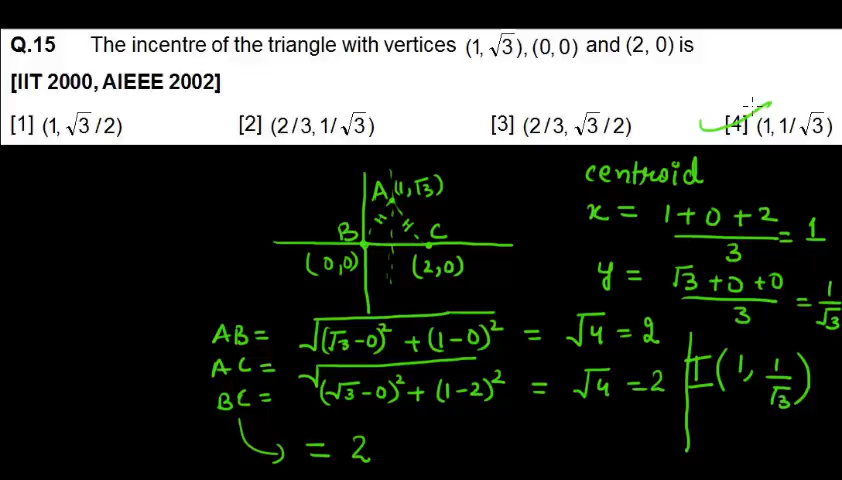 Q.15 The incentre of the triangle with vertices (1, √3), (0, 0) and (2, 0) is
[IIT 2000, AIEEE 2002]
[1] (1, √3 / 2) [2] (2 / 3, 1/ √3) [3] (2 / 3, √3 / 2) [4] (1, 1/ √3)
centroid
A (1, √3)
x = (1 + 0 + 2)/3 = 1
B C
(0,0) (2,0)
y = (√3 + 0 + 0)/3 = 1/√3
AB = √((√3 - 0)² + (1 - 0)²) = √4 = 2
AC = √((√3 - 0)² + (1 - 2)²) = √4 = 2
I (1, 1/√3)
BC =
= 2